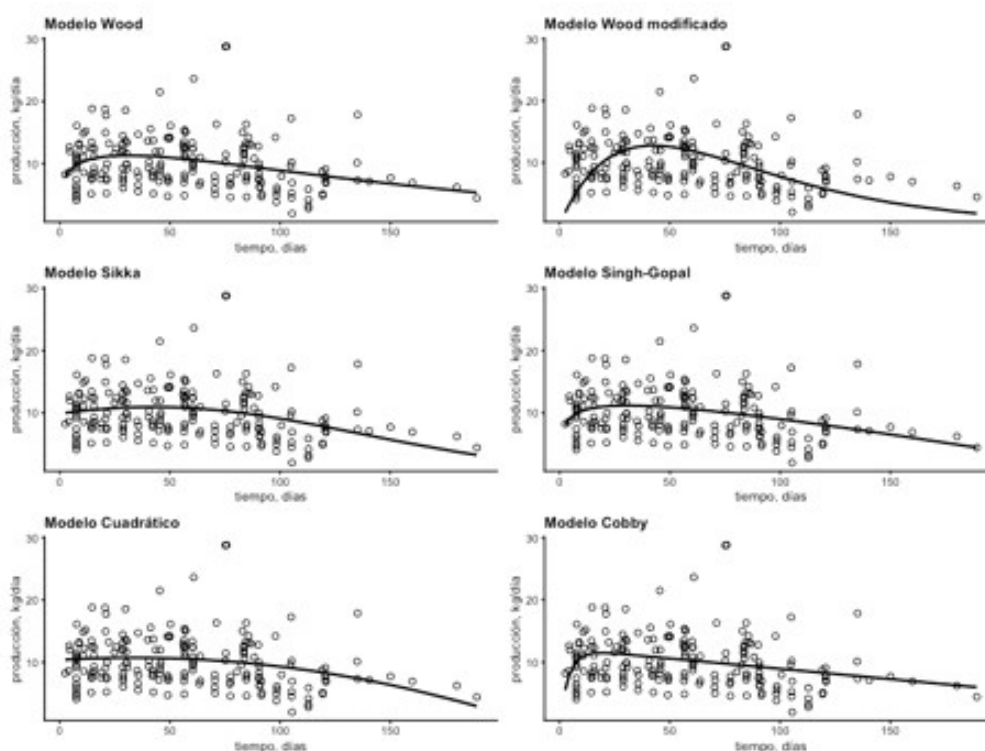 Modelo Wood
30
20
10
producción, kg/día
0
50
100
150
tiempo, días
Modelo Wood modificado
30
20
10
producción, kg/día
0
50
100
150
tiempo, días
Modelo Sikka
30
20
10
producción, kg/día
0
50
100
150
tiempo, días
Modelo Singh-Gopal
30
20
10
producción, kg/día
0
50
100
150
tiempo, días
Modelo Cuadrático
30
20
10
producción, kg/día
0
50
100
150
tiempo, días
Modelo Cobby
30
20
10
producción, kg/día
0
50
100
150
tiempo, días